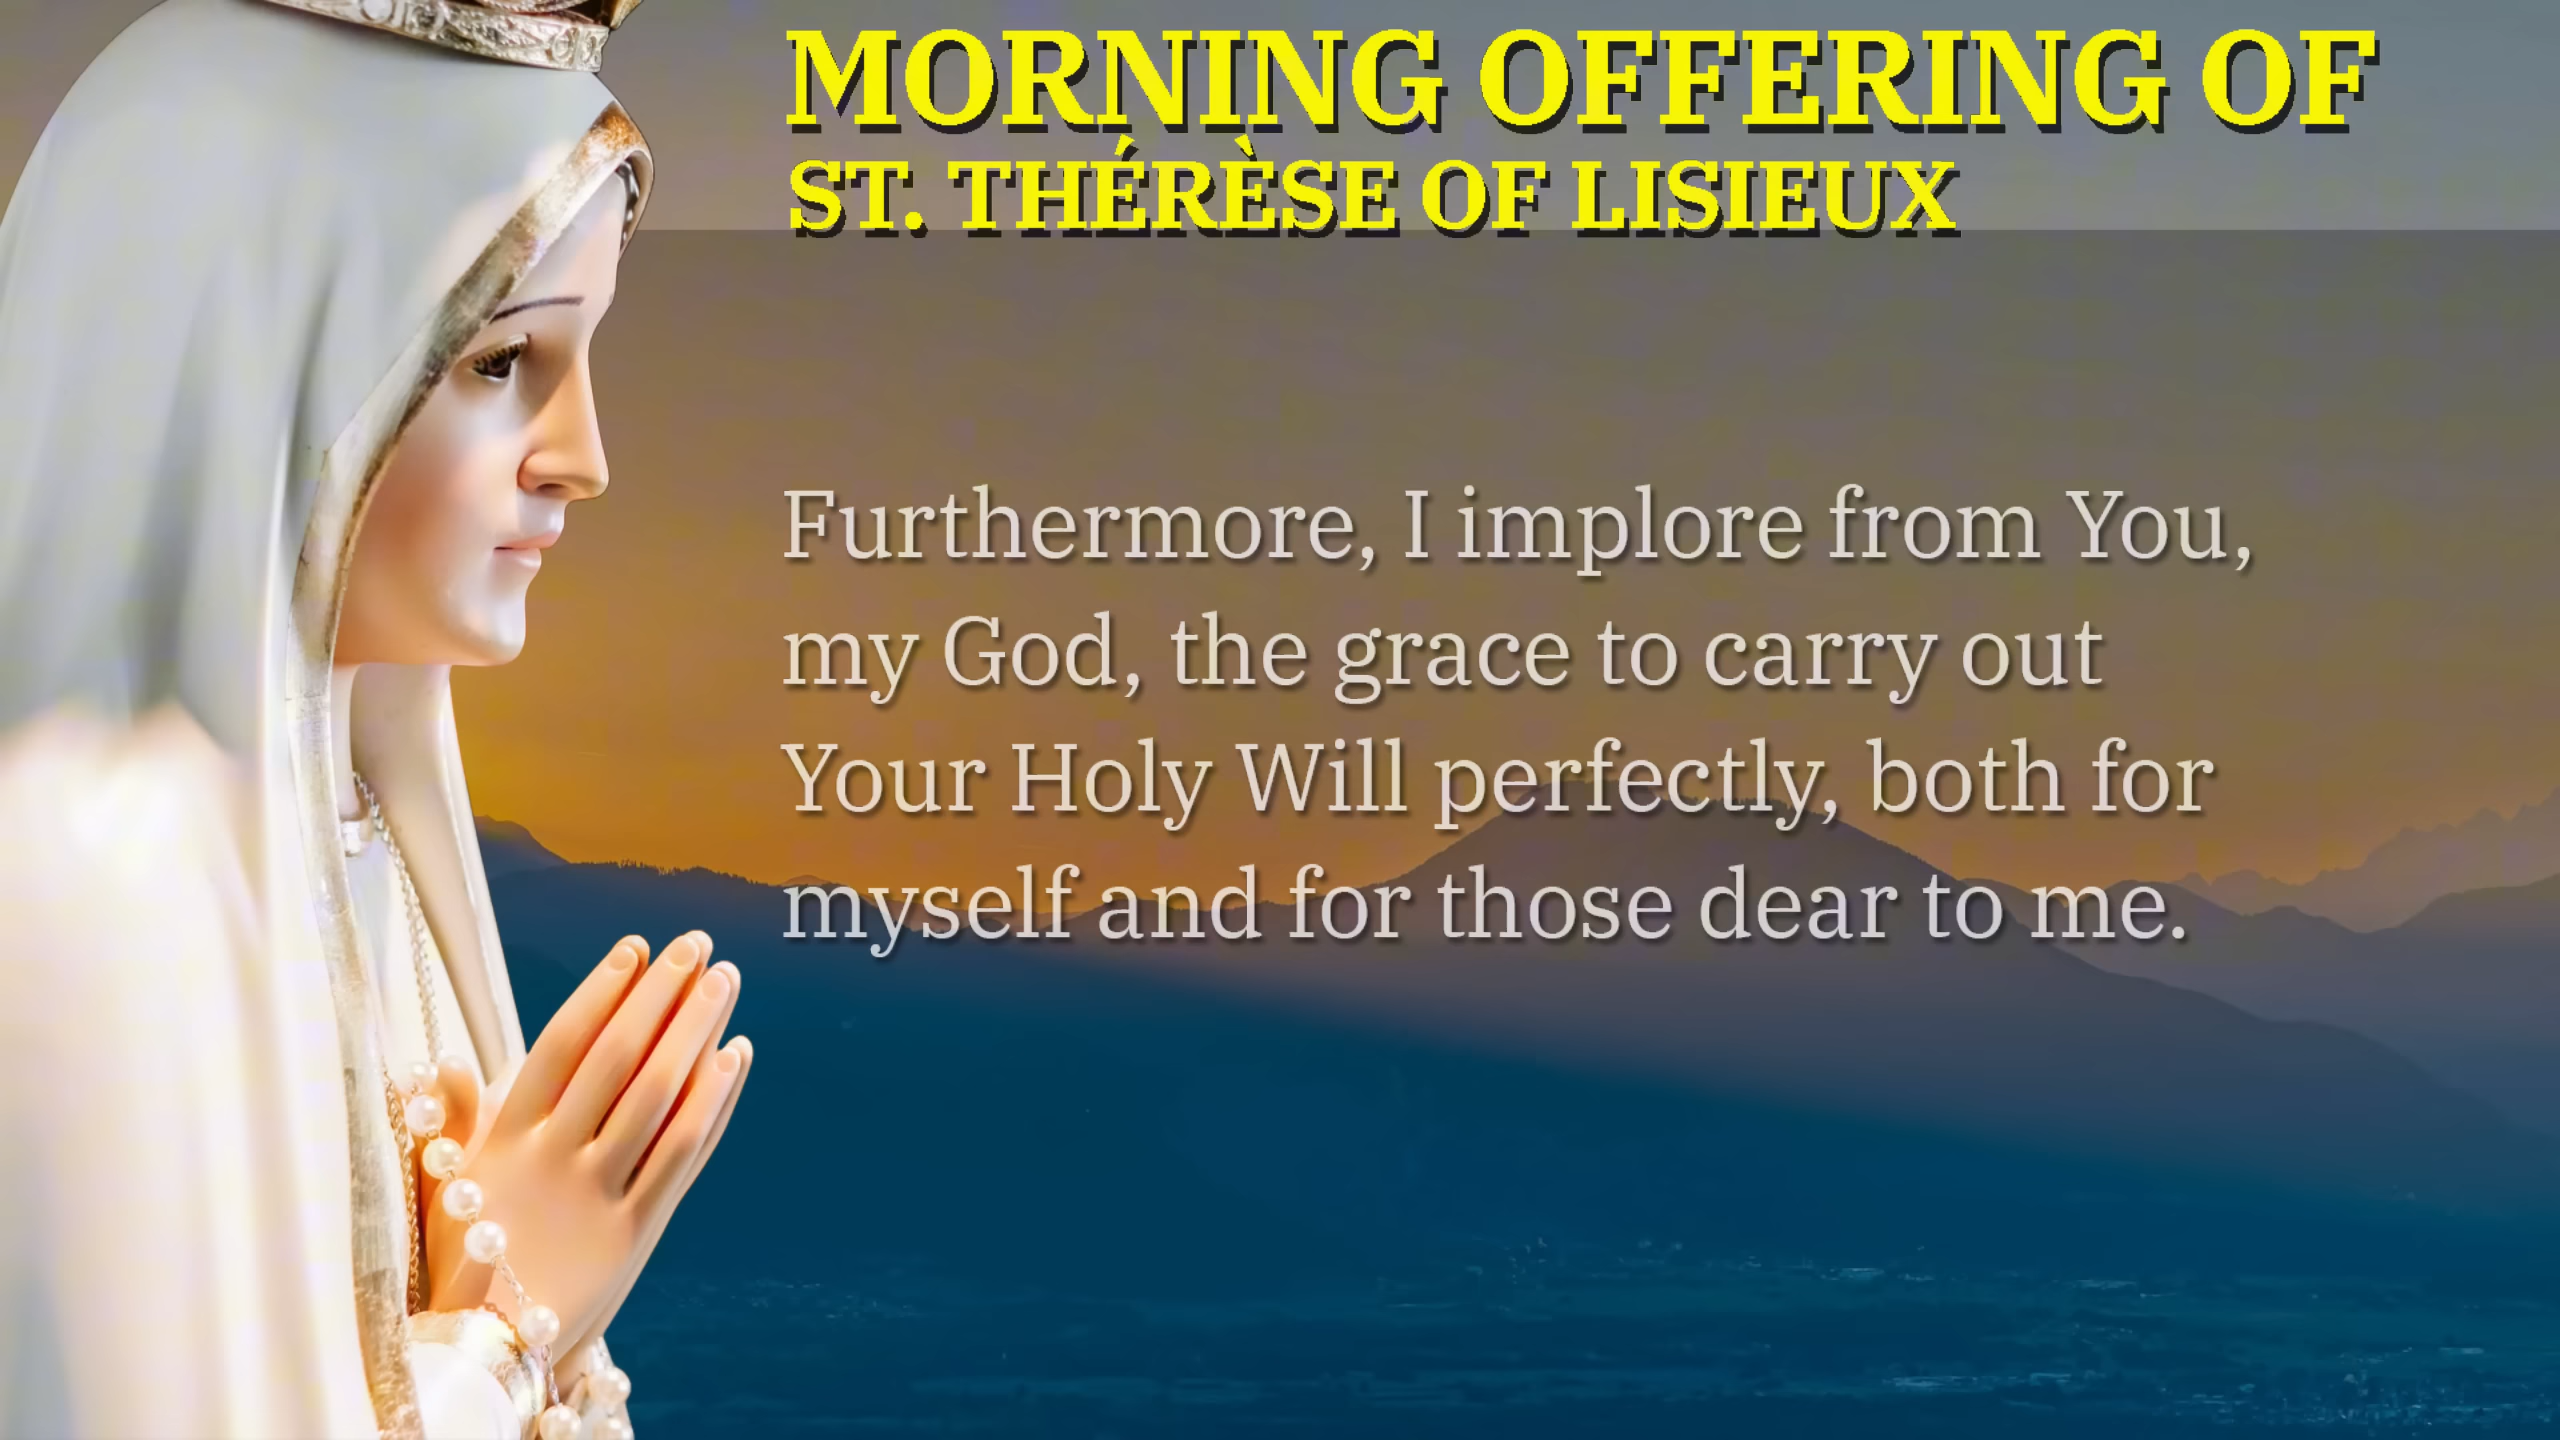 MORNING OFFERING OF
ST. THÉRÈSE OF LISIEUX
Furthermore, I implore from You,
my God, the grace to carry out
Your Holy Will perfectly, both for
myself and for those dear to me.